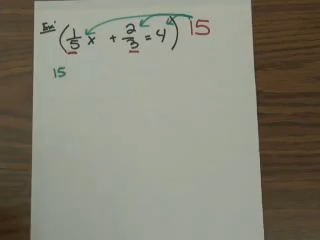 Ex: (1/5 x + 2/3 = 4) 15
15